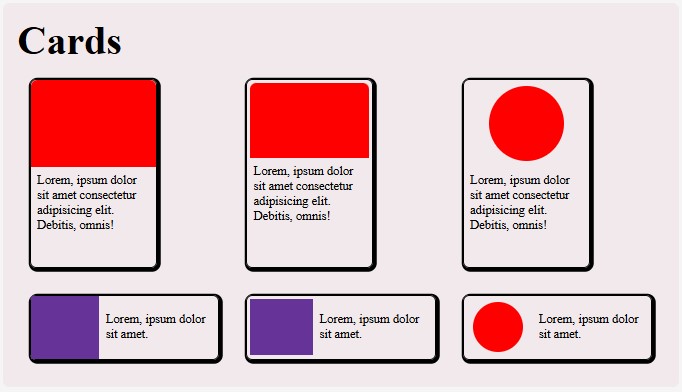 Cards
Lorem, ipsum dolor
sit amet consectetur
adipisicing elit.
Debitis, omnis!
Lorem, ipsum dolor
sit amet consectetur
adipisicing elit.
Debitis, omnis!
Lorem, ipsum dolor
sit amet consectetur
adipisicing elit.
Debitis, omnis!
Lorem, ipsum dolor
sit amet.
Lorem, ipsum dolor
sit amet.
Lorem, ipsum dolor
sit amet.